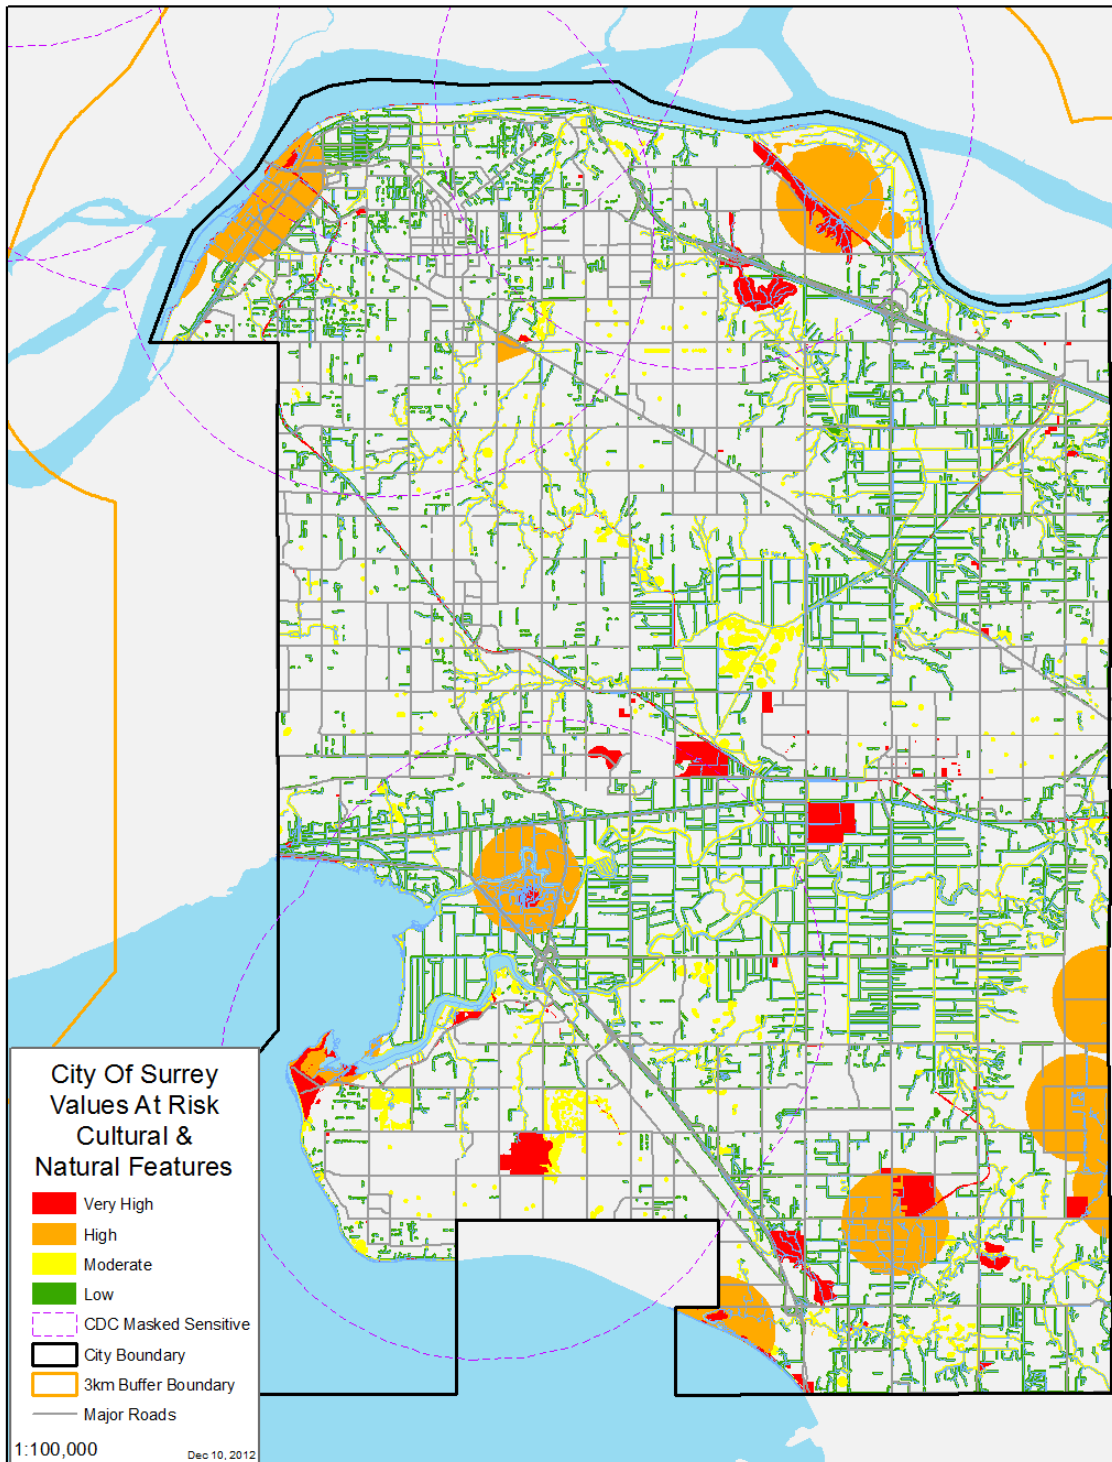 City Of Surrey
Values At Risk
Cultural &
Natural Features
Very High
High
Moderate
Low
CDC Masked Sensitive
City Boundary
3km Buffer Boundary
Major Roads
1:100,000
Dec 10, 2012